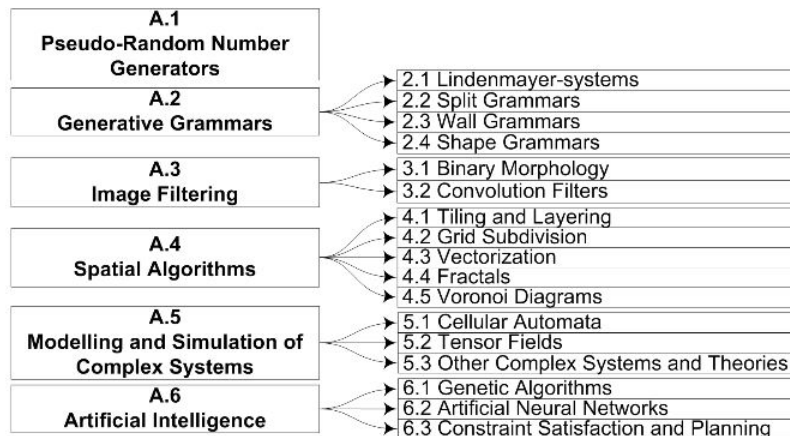 A.1
Pseudo-Random Number
Generators
A.2
Generative Grammars
2.1 Lindenmayer-systems
2.2 Split Grammars
2.3 Wall Grammars
2.4 Shape Grammars
A.3
Image Filtering
3.1 Binary Morphology
3.2 Convolution Filters
A.4
Spatial Algorithms
4.1 Tiling and Layering
4.2 Grid Subdivision
4.3 Vectorization
4.4 Fractals
4.5 Voronoi Diagrams
A.5
Modelling and Simulation of
Complex Systems
5.1 Cellular Automata
5.2 Tensor Fields
5.3 Other Complex Systems and Theories
A.6
Artificial Intelligence
6.1 Genetic Algorithms
6.2 Artificial Neural Networks
6.3 Constraint Satisfaction and Planning